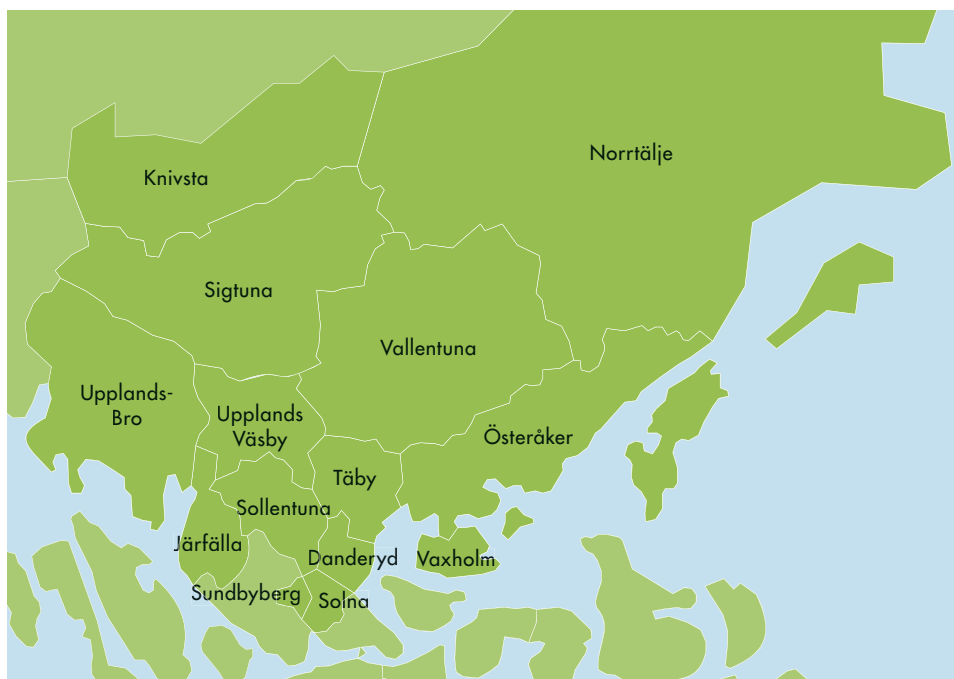 Norrtälje
Knivsta
Sigtuna
Vallentuna
Upplands-
Bro
Upplands
Väsby
Österåker
Täby
Sollentuna
Järfälla
Danderyd
Vaxholm
Sundbyberg
Solna